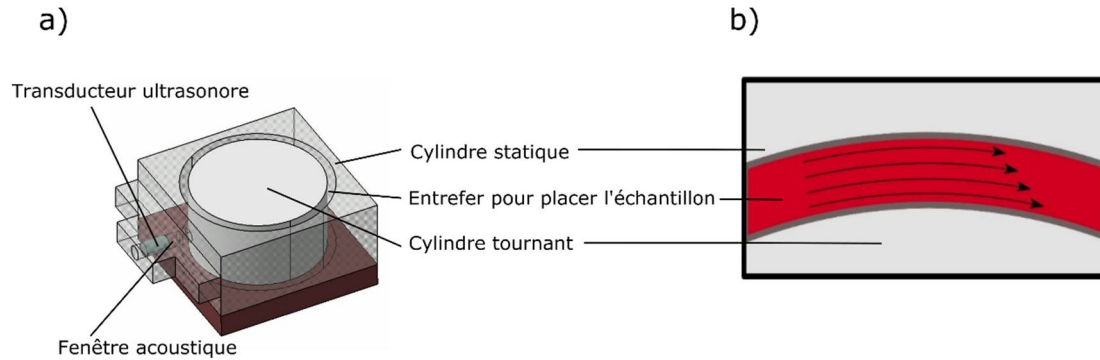 a)
b)
Transducteur ultrasonore
Cylindre statique
Entrefer pour placer l'échantillon
Cylindre tournant
Fenêtre acoustique